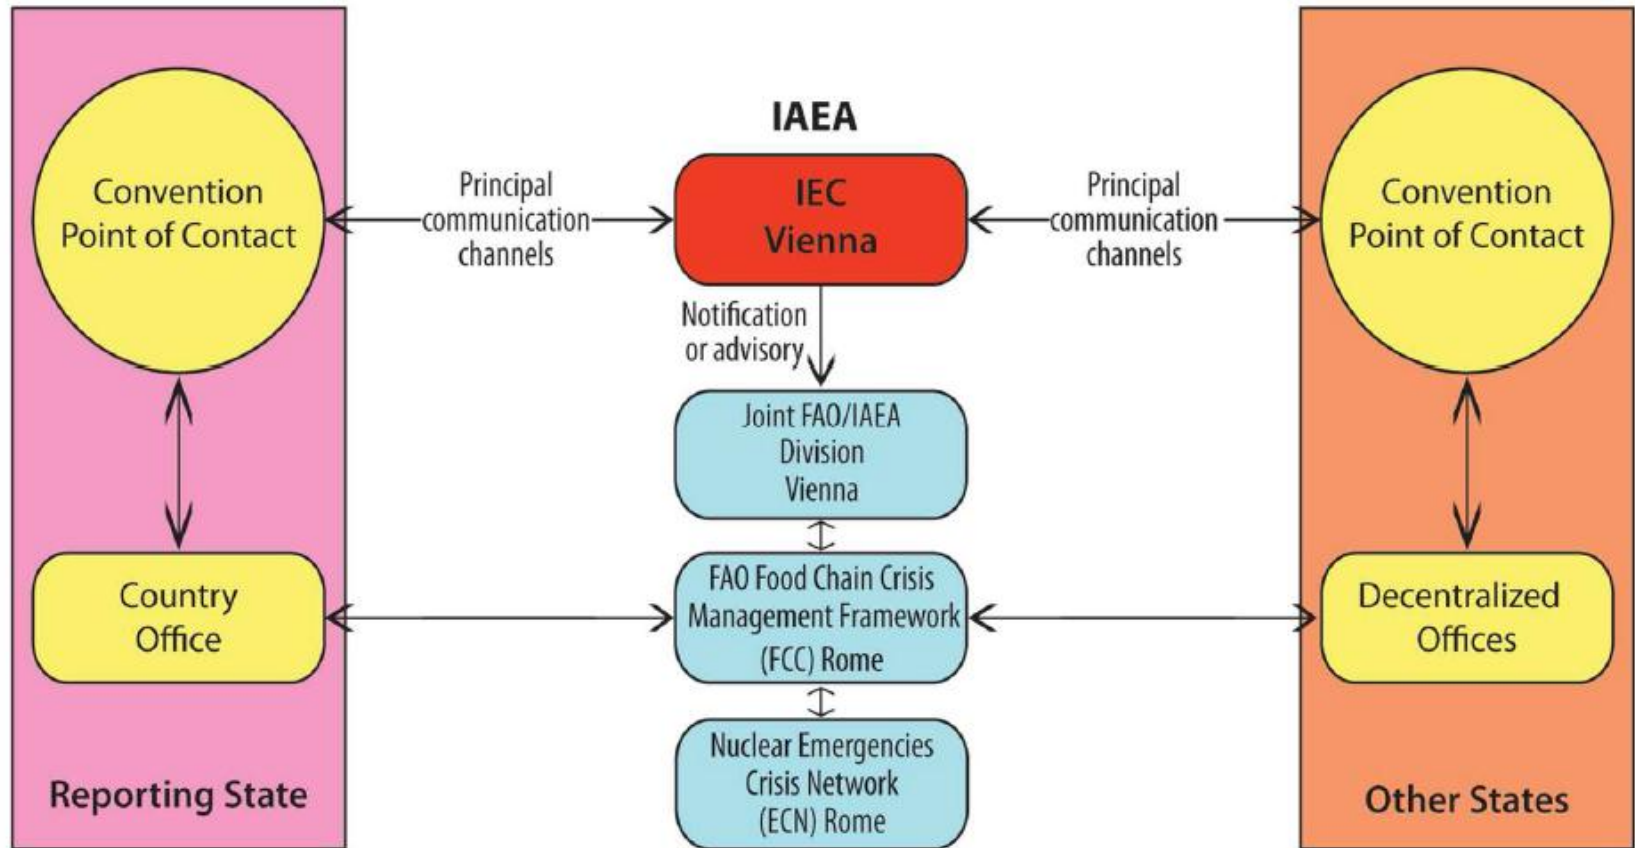 IAEA
Convention
Point of Contact
Principal
communication
channels
IEC
Vienna
Principal
communication
channels
Convention
Point of Contact
Notification
or advisory
Joint FAO/IAEA
Division
Vienna
Country
Office
FAO Food Chain Crisis
Management Framework
(FCC) Rome
Decentralized
Offices
Nuclear Emergencies
Crisis Network
(ECN) Rome
Reporting State
Other States